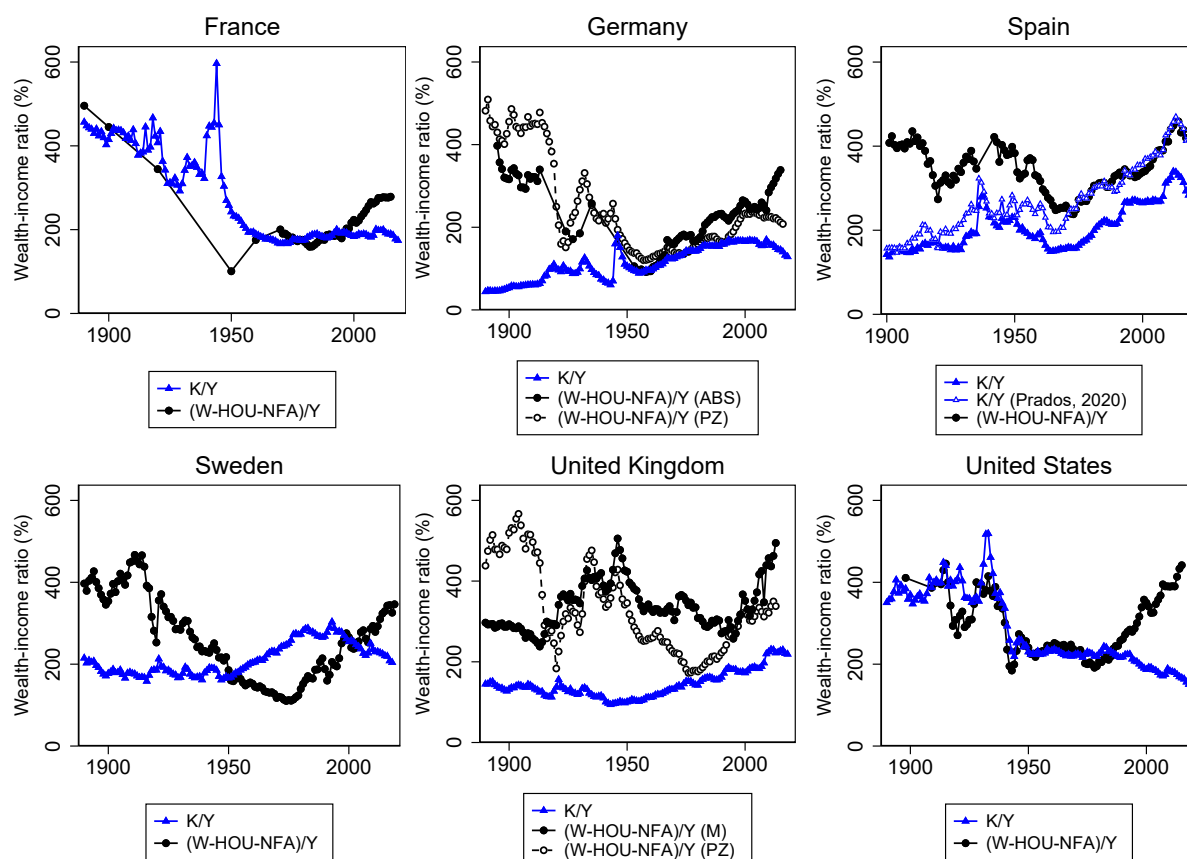 France
Wealth-income ratio (%)
0 200 400 600
1900 1950 2000
K/Y
(W-HOU-NFA)/Y
Germany
Wealth-income ratio (%)
0 200 400 600
1900 1950 2000
K/Y
(W-HOU-NFA)/Y (ABS)
(W-HOU-NFA)/Y (PZ)
Spain
Wealth-income ratio (%)
0 200 400 600
1900 1950 2000
K/Y
K/Y (Prados, 2020)
(W-HOU-NFA)/Y
Sweden
Wealth-income ratio (%)
0 200 400 600
1900 1950 2000
K/Y
(W-HOU-NFA)/Y
United Kingdom
Wealth-income ratio (%)
0 200 400 600
1900 1950 2000
K/Y
(W-HOU-NFA)/Y (M)
(W-HOU-NFA)/Y (PZ)
United States
Wealth-income ratio (%)
0 200 400 600
1900 1950 2000
K/Y
(W-HOU-NFA)/Y